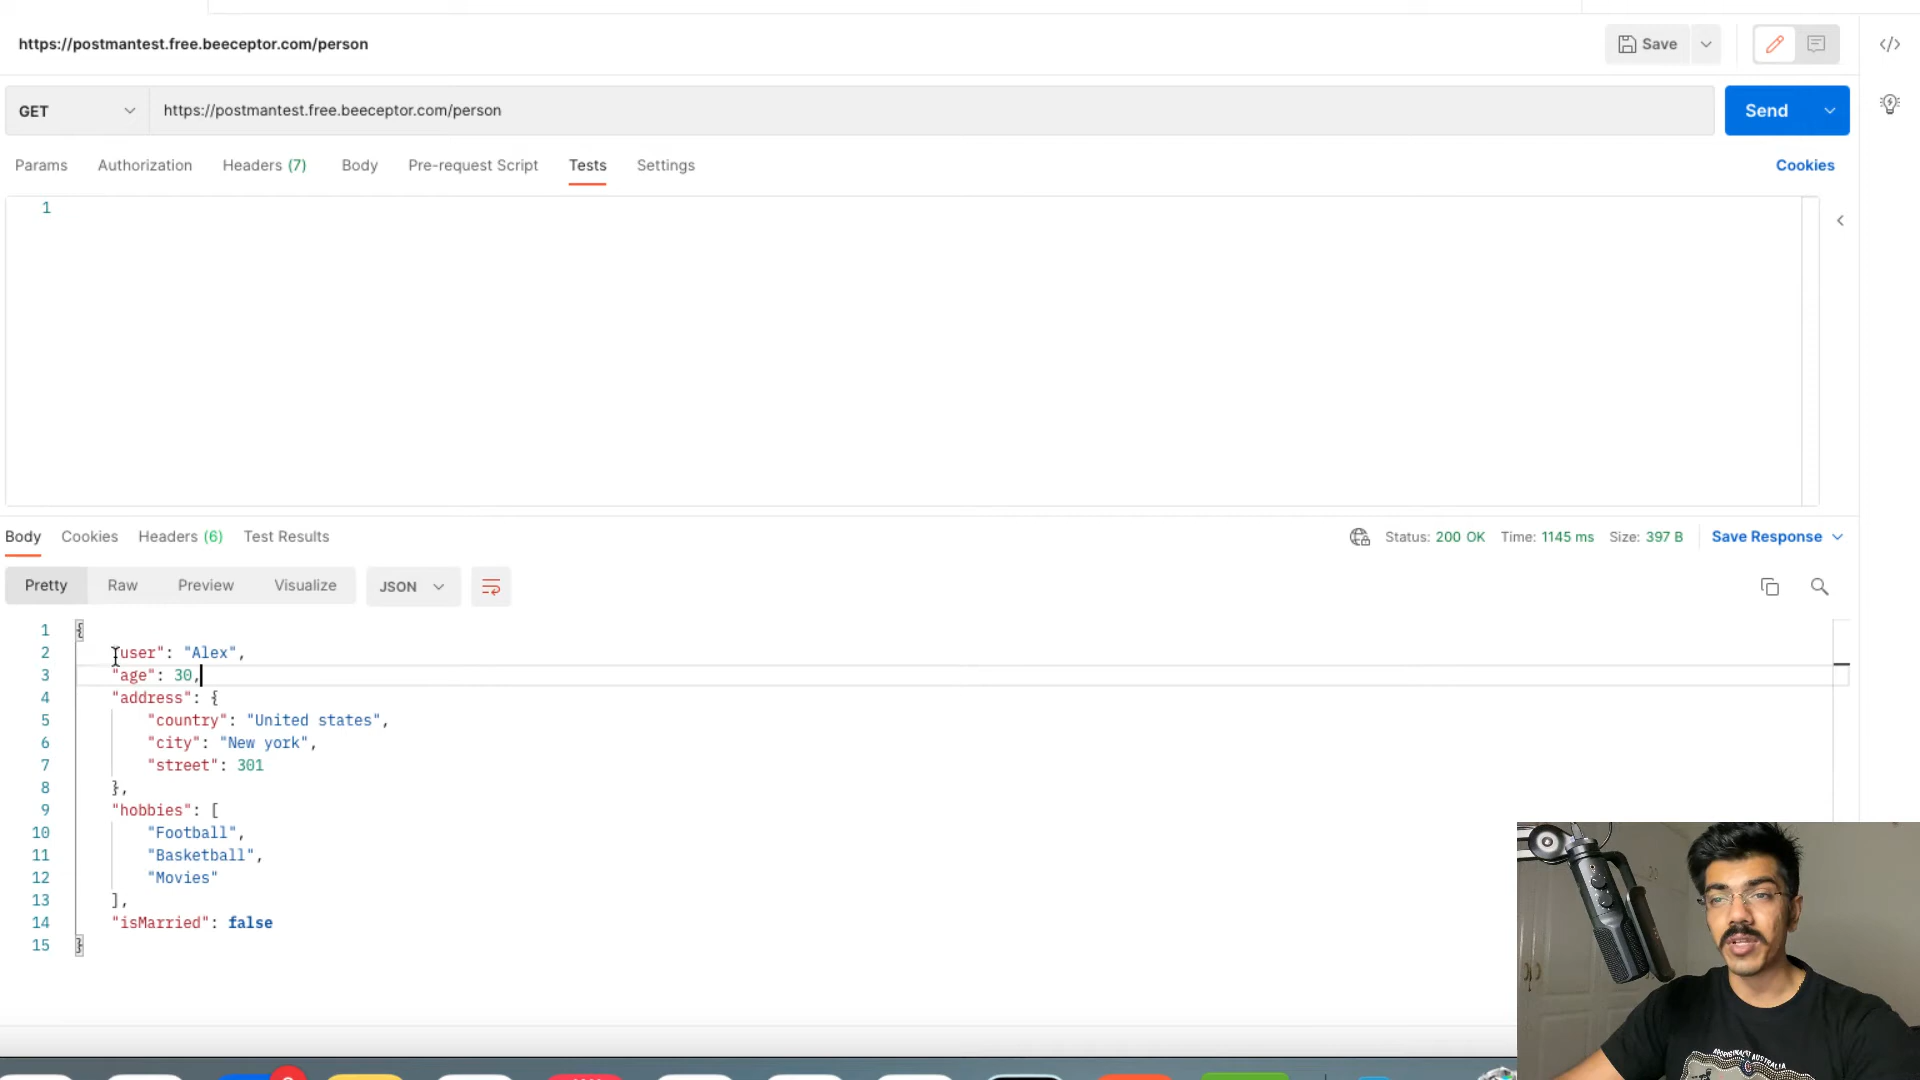 https://postmantest.free.beeceptor.com/person
Save
GET
https://postmantest.free.beeceptor.com/person
Send
Params Authorization Headers (7) Body Pre-request Script Tests Settings Cookies
1
Body Cookies Headers (6) Test Results Status: 200 OK Time: 1145 ms Size: 397 B Save Response
Pretty Raw Preview Visualize JSON
1 {
2 "user": "Alex",
3 "age": 30,
4 "address": {
5 "country": "United states",
6 "city": "New york",
7 "street": 301
8 },
9 "hobbies": [
10 "Football",
11 "Basketball",
12 "Movies"
13 ],
14 "isMarried": false
15 }